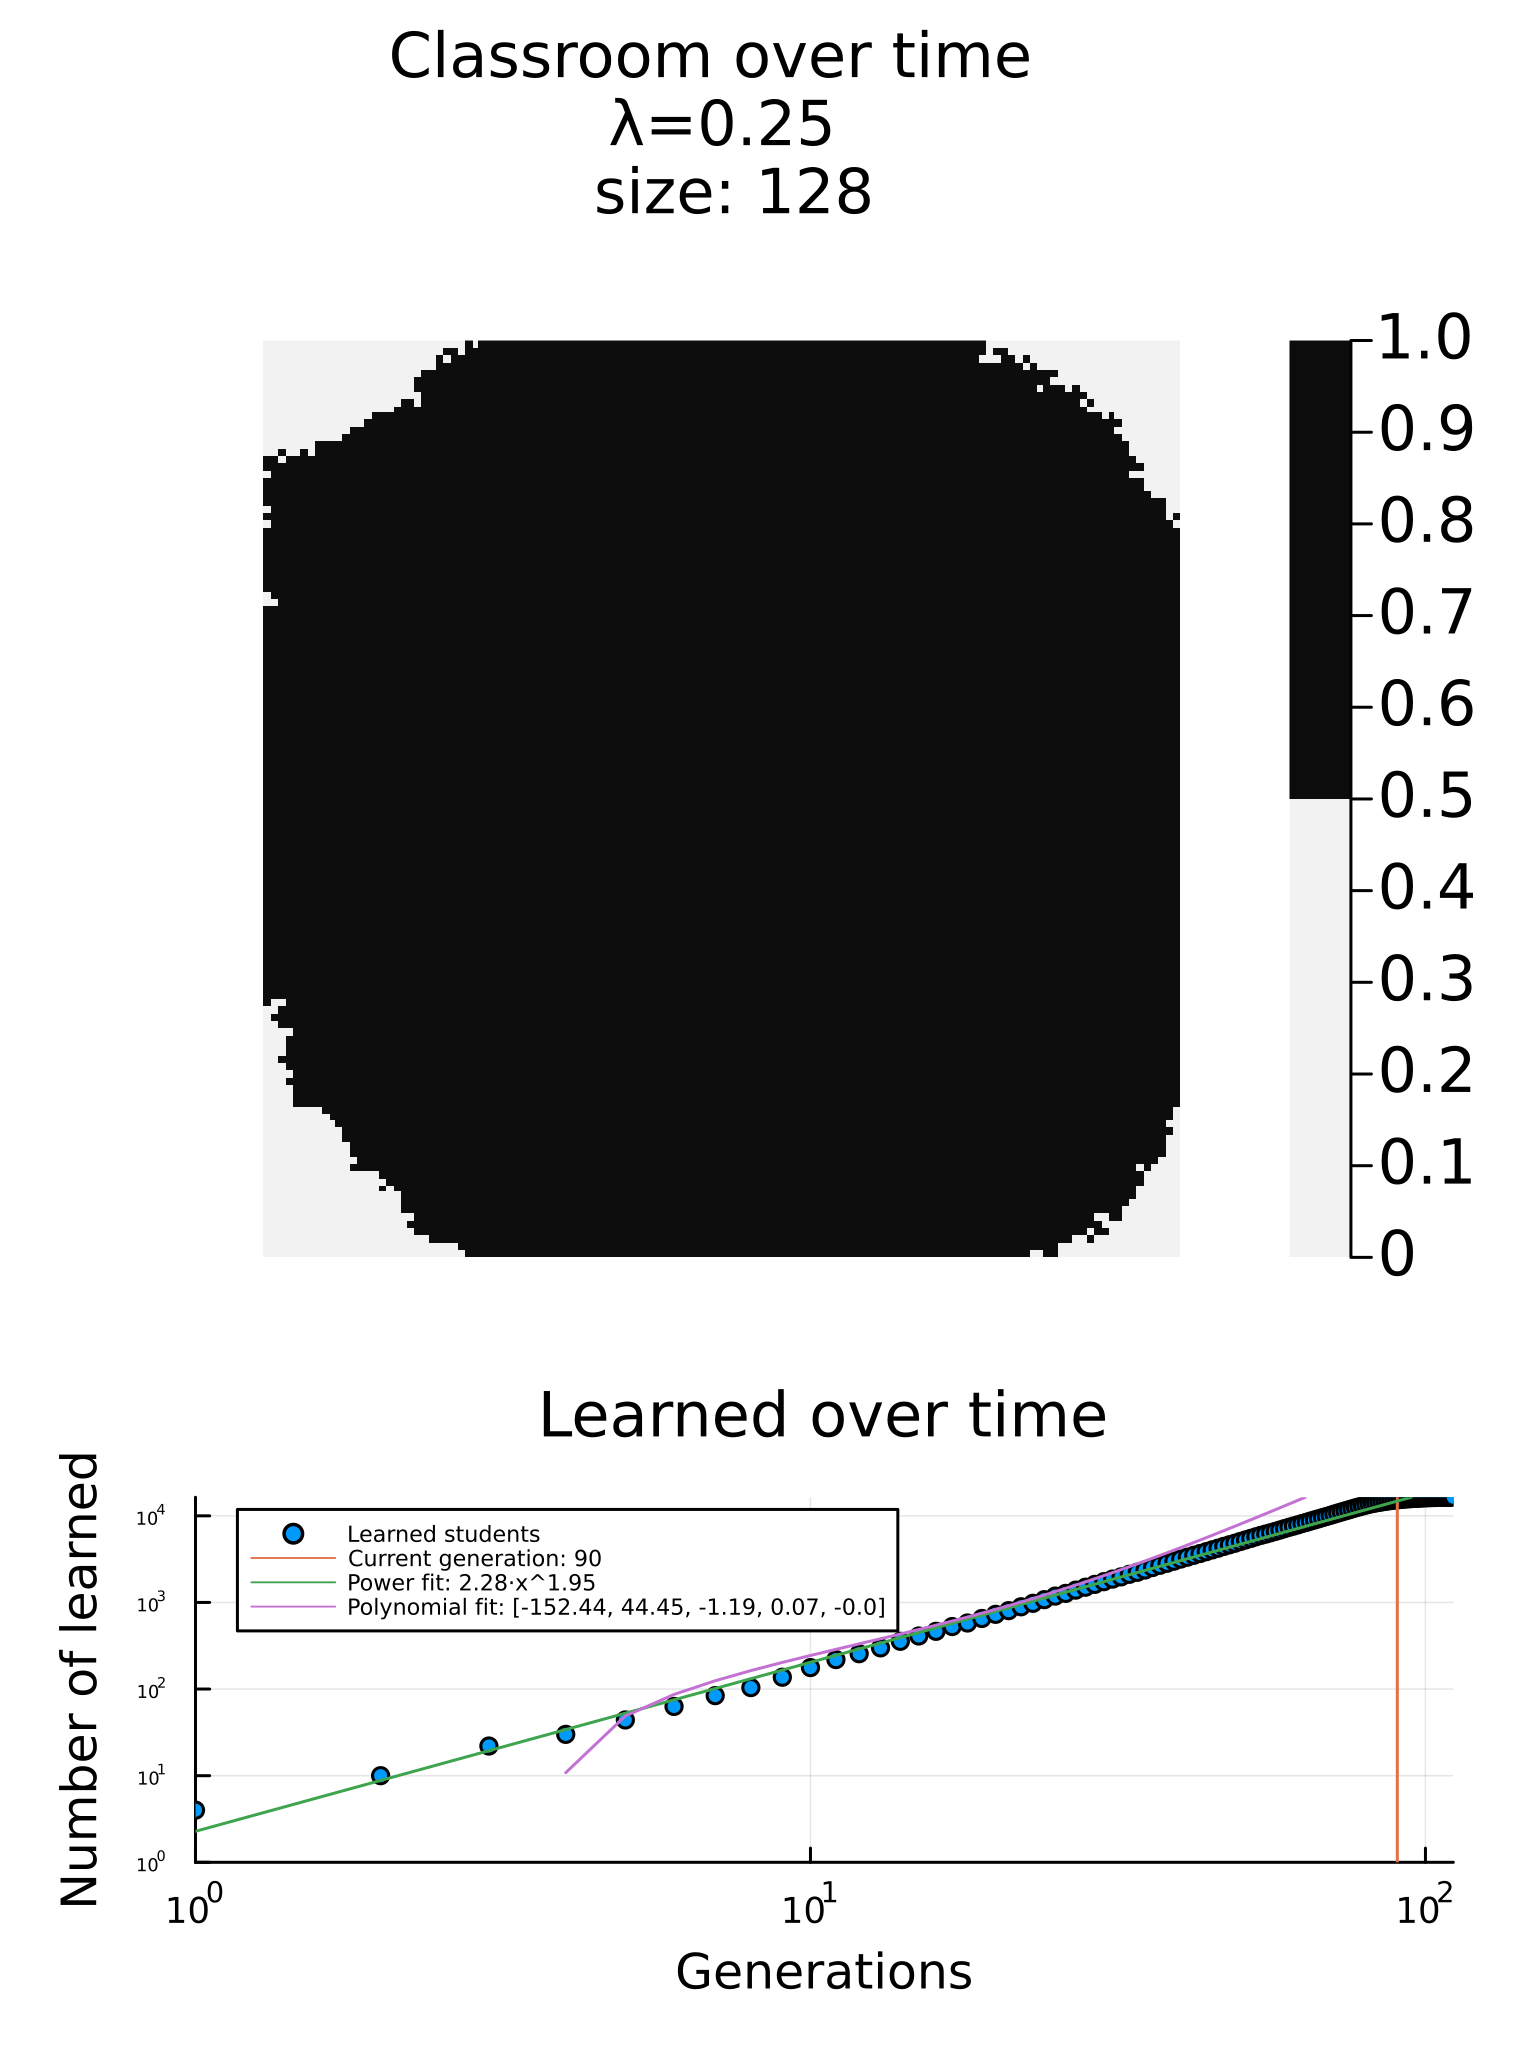 Classroom over time
λ=0.25
size: 128
1.0
0.9
0.8
0.7
0.6
0.5
0.4
0.3
0.2
0.1
0
Learned over time
Number of learned
10^4
10^3
10^2
10^1
10^0
Learned students
Current generation: 90
Power fit: 2.28·x^1.95
Polynomial fit: [-152.44, 44.45, -1.19, 0.07, -0.0]
10^0 10^1 10^2
Generations